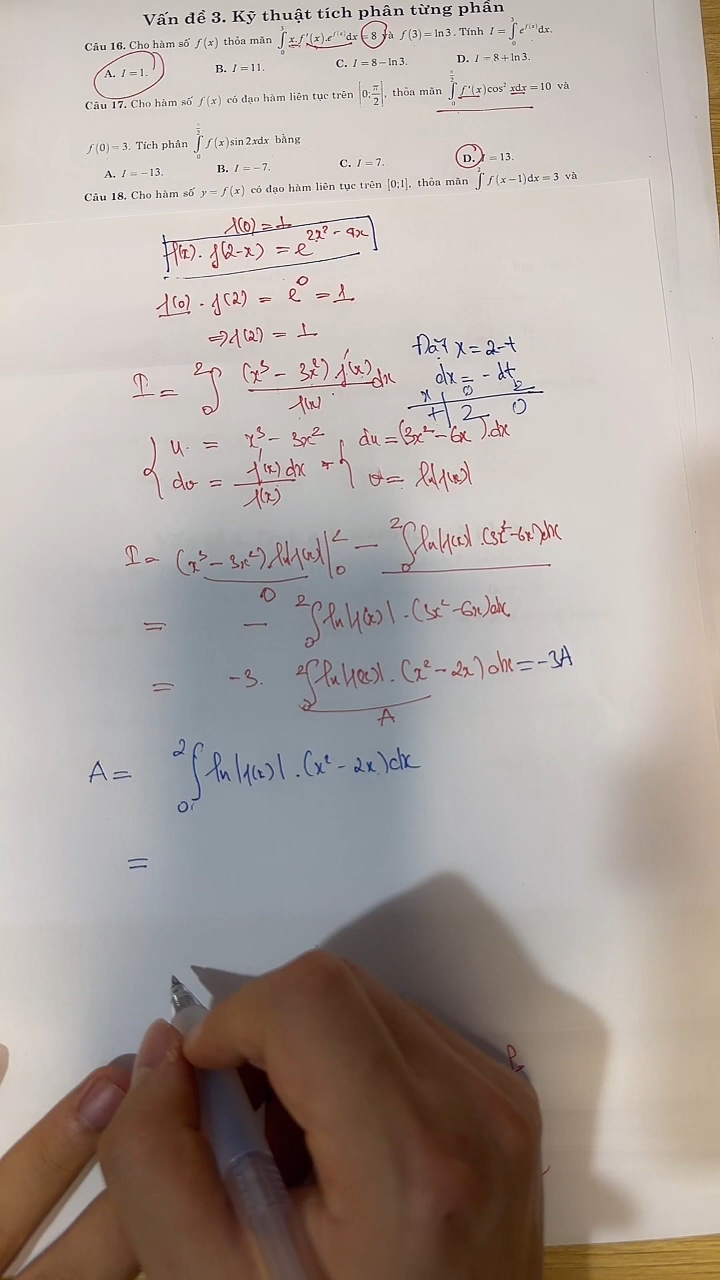 Vấn đề 3. Kỹ thuật tích phân từng phần
Câu 16. Cho hàm số f(x) thỏa mãn ∫₀³ x.f'(x).e^{f(x)}dx = 8 và f(3) = ln3. Tính I = ∫₀³ e^{f(x)}dx.
A. I = 1. B. I = 11. C. I = 8 − ln3. D. I = 8 + ln3.
Câu 17. Cho hàm số f(x) có đạo hàm liên tục trên [0; π/2], thỏa mãn ∫₀^{π/2} f'(x)cos² xdx = 10 và
f(0) = 3. Tích phân ∫₀^{π/2} f(x)sin2xdx bằng
A. I = −13. B. I = −7. C. I = 7. D. I = 13.
Câu 18. Cho hàm số y = f(x) có đạo hàm liên tục trên [0;1], thỏa mãn ∫ f(x−1)dx = 3 và
f(0) = 1
f(x). f(2−x) = e^{2x² − 4x}
f(0) . f(2) = e⁰ = 1
⇒ f(2) = 1
I = ∫₀² (x³ − 3x²) f'(x)/f(x) dx
Đặt x = 2−t
dx = −dt
x | 0 2
t | 2 0
u = x³ − 3x² du = (3x² − 6x).dx
dv = f'(x)dx/f(x) v = ln|f(x)|
I = (x³ − 3x²).ln|f(x)| |₀² − ∫₀² ln|f(x)|.(3x²−6x)dx
0
= − ∫₀² ln|f(x)|.(3x²−6x)dx
= −3. ∫₀² ln|f(x)|.(x² − 2x)dx = −3A
A
A = ∫₀² ln|f(x)|.(x² − 2x)dx
=